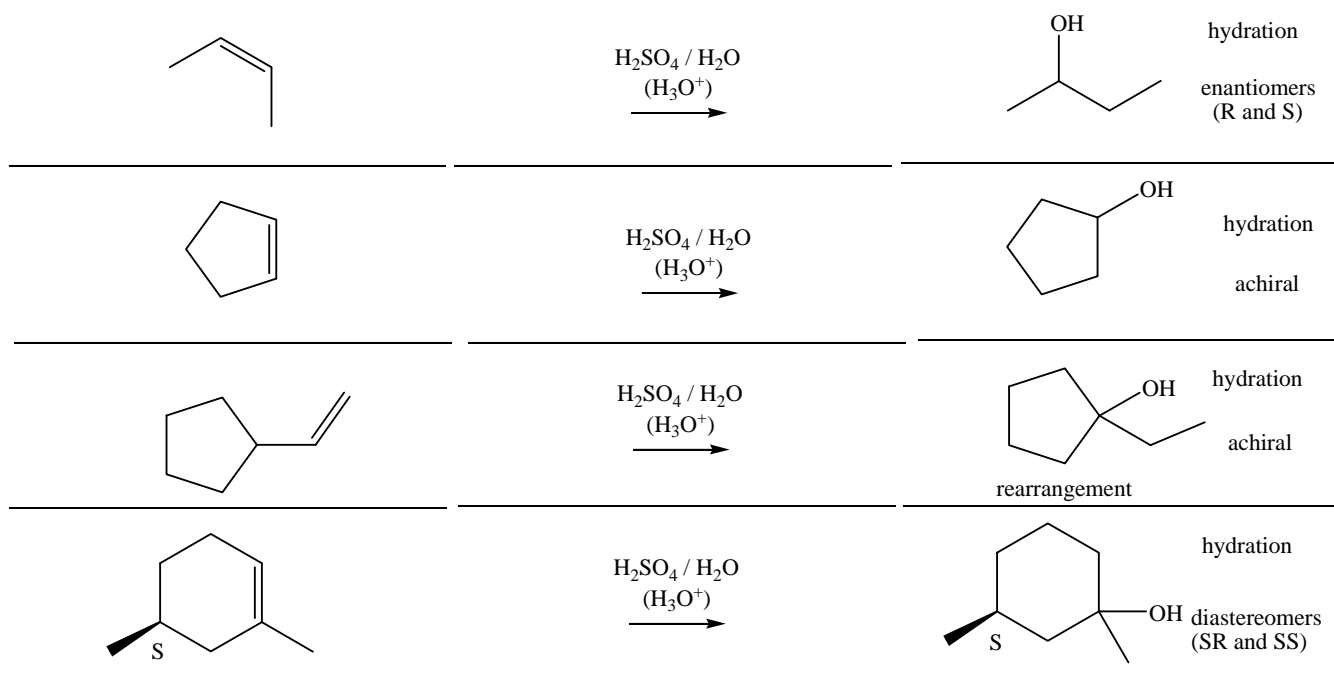 OH
hydration
H₂SO₄ / H₂O
(H₃O⁺)
enantiomers
(R and S)
OH
hydration
H₂SO₄ / H₂O
(H₃O⁺)
achiral
OH
hydration
H₂SO₄ / H₂O
(H₃O⁺)
achiral
rearrangement
hydration
H₂SO₄ / H₂O
(H₃O⁺)
OH
diastereomers
(SR and SS)
S
S